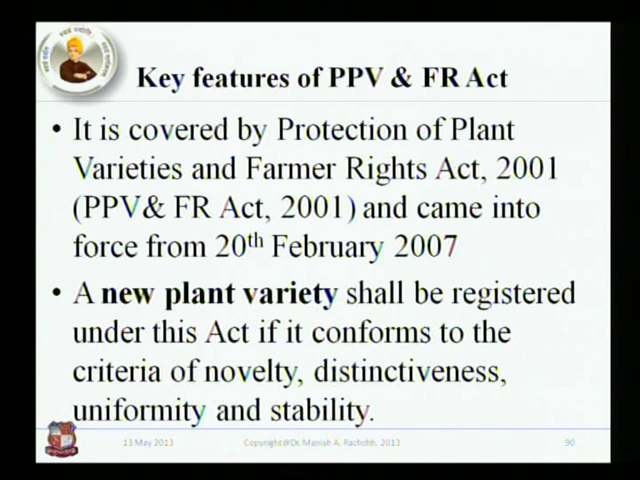 Key features of PPV & FR Act
• It is covered by Protection of Plant
Varieties and Farmer Rights Act, 2001
(PPV& FR Act, 2001) and came into
force from 20th February 2007
• A new plant variety shall be registered
under this Act if it conforms to the
criteria of novelty, distinctiveness,
uniformity and stability.
13 May 2013
Copyright@Dr. Manish A. Rachchh, 2013
90